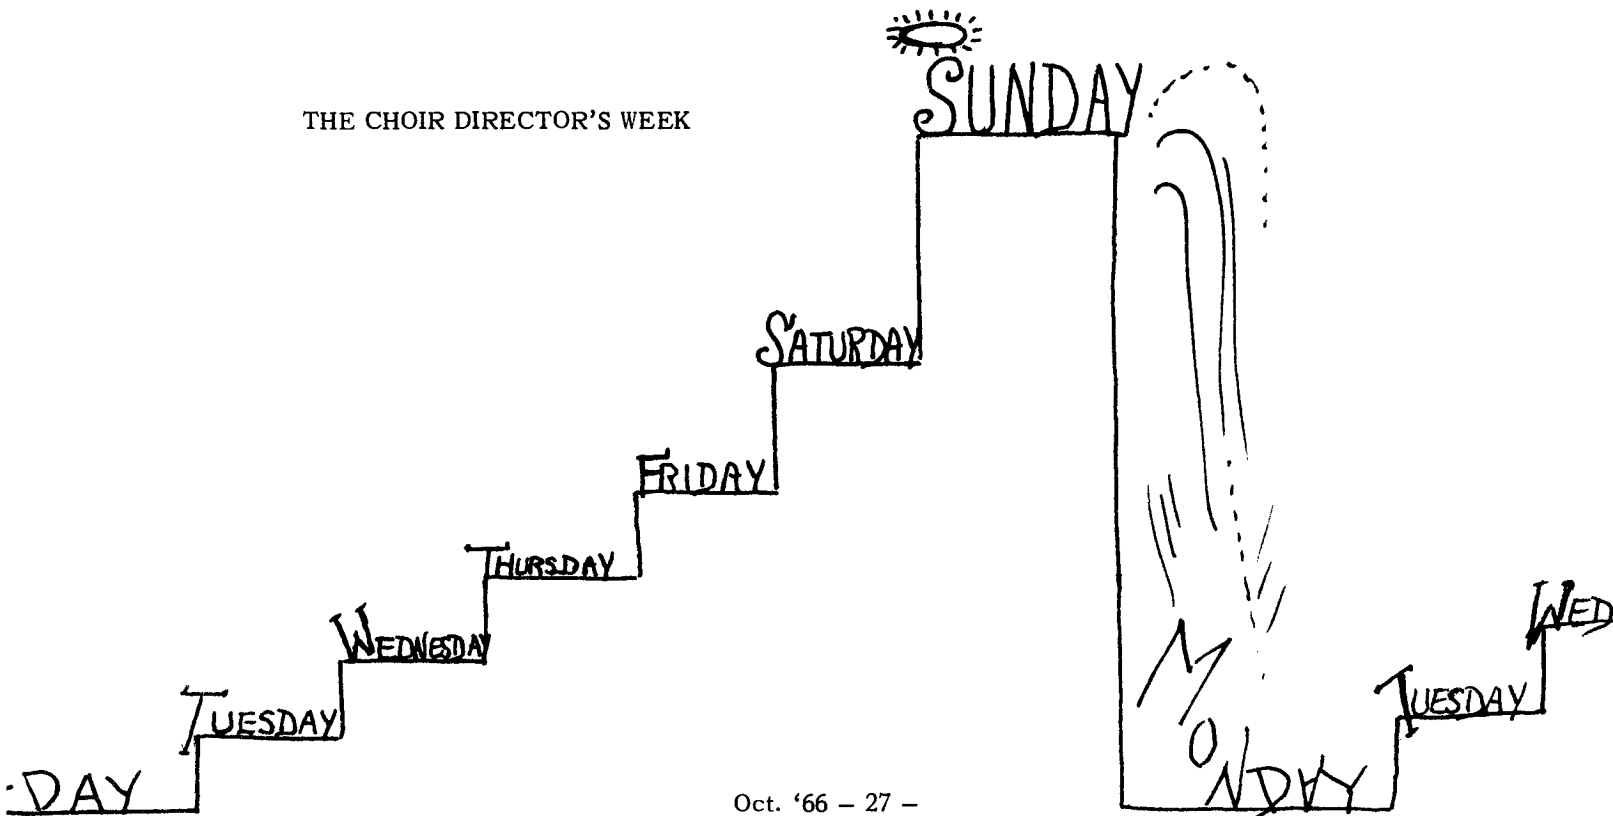 THE CHOIR DIRECTOR'S WEEK
DAY
TUESDAY
WEDNESDAY
THURSDAY
FRIDAY
SATURDAY
SUNDAY
MONDAY
TUESDAY
WED
Oct. '66 – 27 –